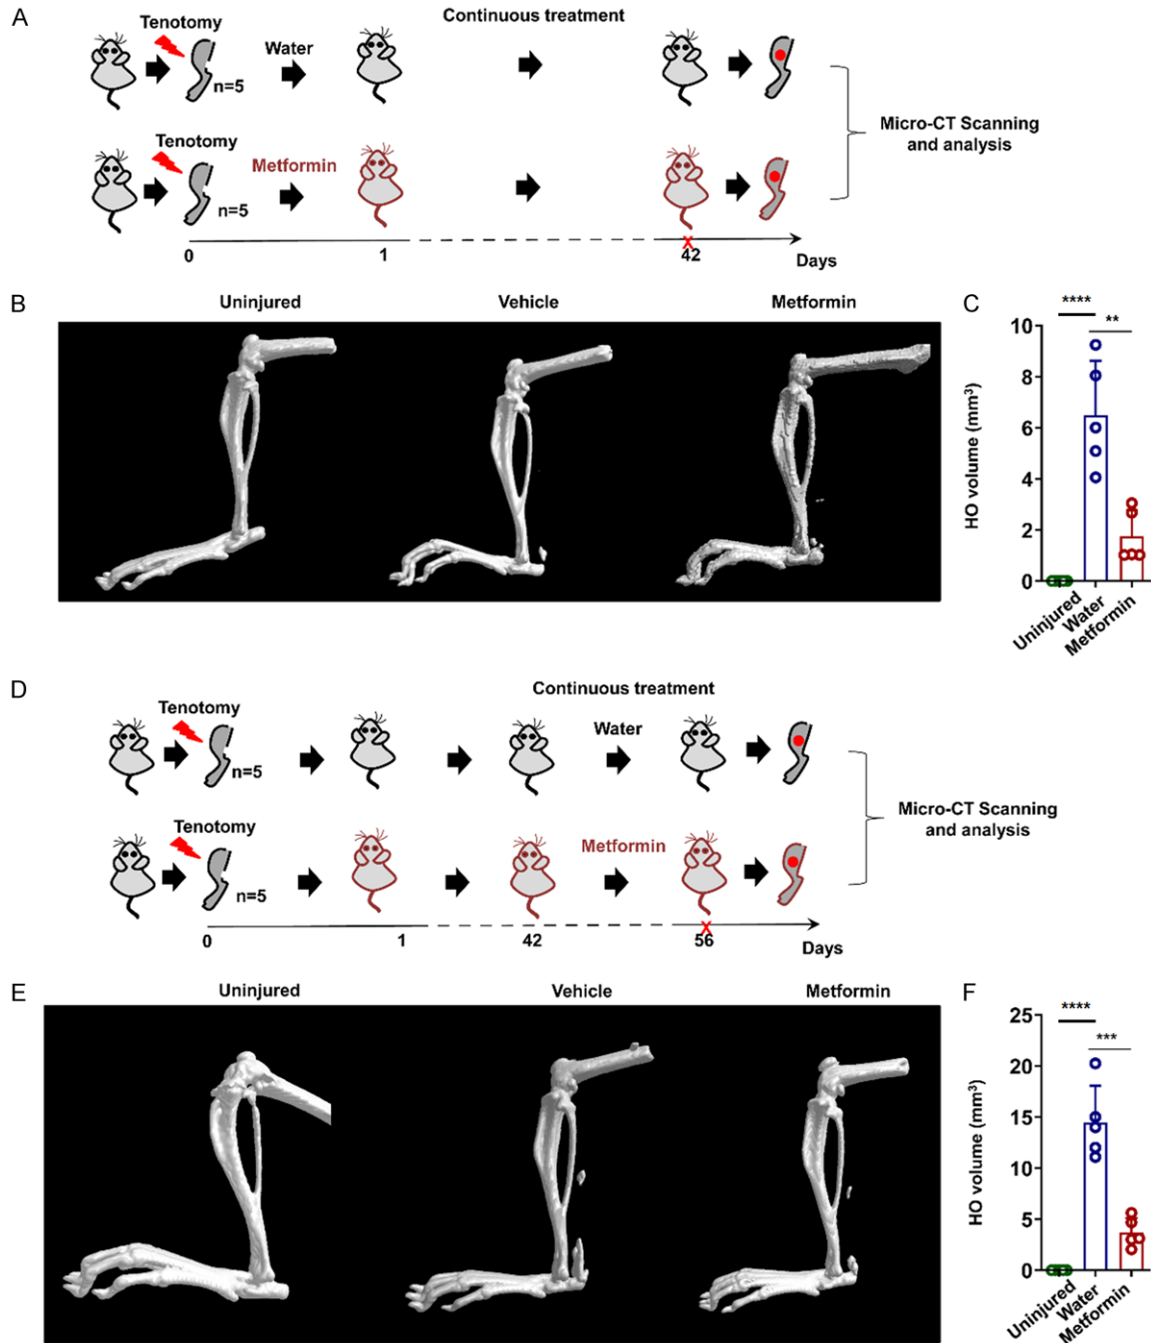 A
Tenotomy
Continuous treatment
Water
n=5
Micro-CT Scanning
and analysis
Tenotomy
Metformin
n=5
0
1
42
x
Days
B
Uninjured
Vehicle
Metformin
C
****
**
HO volume (mm³)
10
8
6
4
2
0
Uninjured
Water
Metformin
D
Continuous treatment
Tenotomy
Water
n=5
Micro-CT Scanning
and analysis
Tenotomy
Metformin
n=5
0
1
42
56
x
Days
E
Uninjured
Vehicle
Metformin
F
****
***
HO volume (mm³)
25
20
15
10
5
0
Uninjured
Water
Metformin